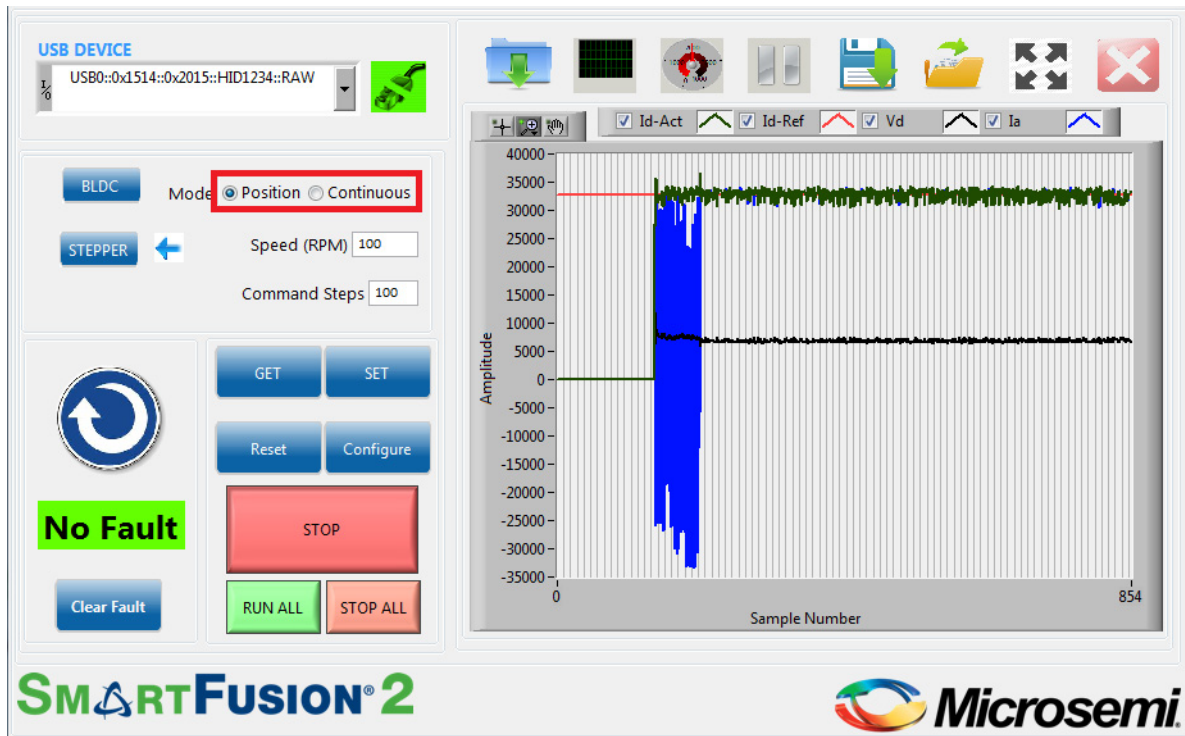 USB DEVICE
I/O
USB0::0x1514::0x2015::HID1234::RAW
BLDC
Mode Position Continuous
STEPPER
Speed (RPM) 100
Command Steps 100
GET SET
Reset Configure
No Fault
STOP
Clear Fault
RUN ALL STOP ALL
Id-Act Id-Ref Vd Ia
40000
35000
30000
25000
20000
15000
10000
5000
0
-5000
-10000
-15000
-20000
-25000
-30000
-35000
Amplitude
0 854
Sample Number
SMARTFUSION®2
Microsemi.